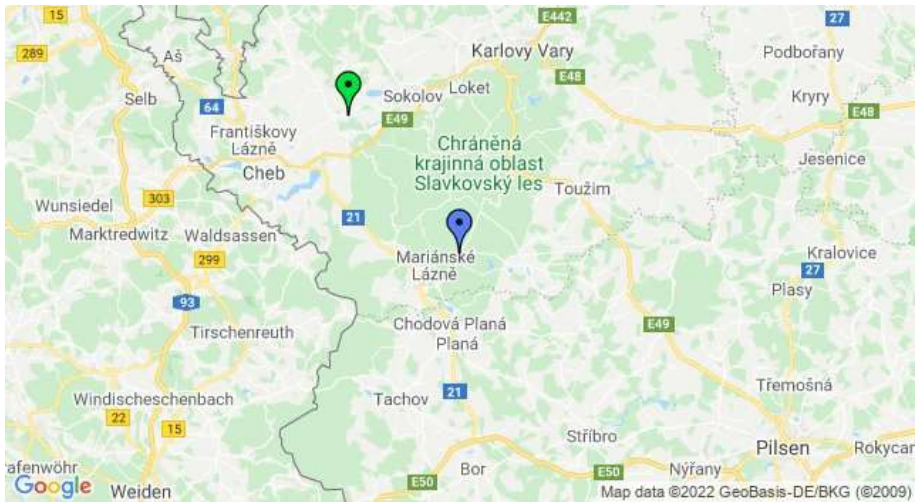 15
E442
27
289
Aš
Karlovy Vary
Podbořany
Selb
64
Sokolov
Loket
E48
Kryry
E48
E49
Františkovy
Lázně
Chráněná
krajinná oblast
Slavkovský les
Cheb
Jesenice
Toužim
303
Wunsiedel
21
Marktredwitz
Waldsassen
299
Mariánské
Lázně
Kralovice
27
Plasy
93
Tirschenreuth
Chodová Planá
Planá
E49
Windischeschenbach
Tachov
21
Třemošná
22
15
Stříbro
Pilsen
Rokycan
rafenwöhr
Bor
E50
Nýřany
E50
Google
Weiden
E50
Map data ©2022 GeoBasis-DE/BKG (©2009)